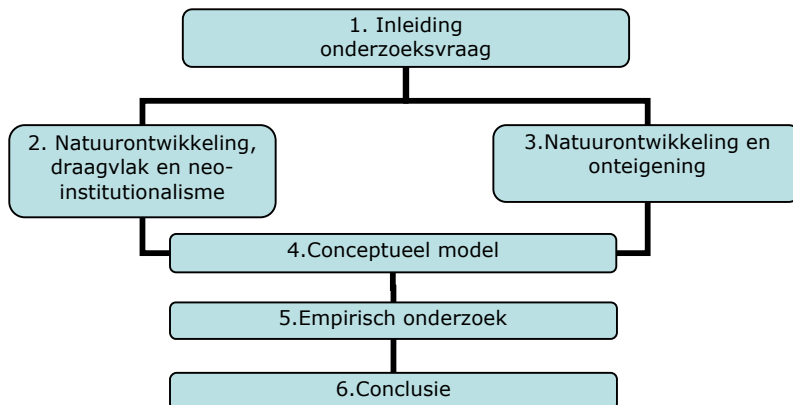 1. Inleiding
onderzoeksvraag
2. Natuurontwikkeling,
draagvlak en neo-
institutionalisme
3.Natuurontwikkeling en
onteigening
4.Conceptueel model
5.Empirisch onderzoek
6.Conclusie